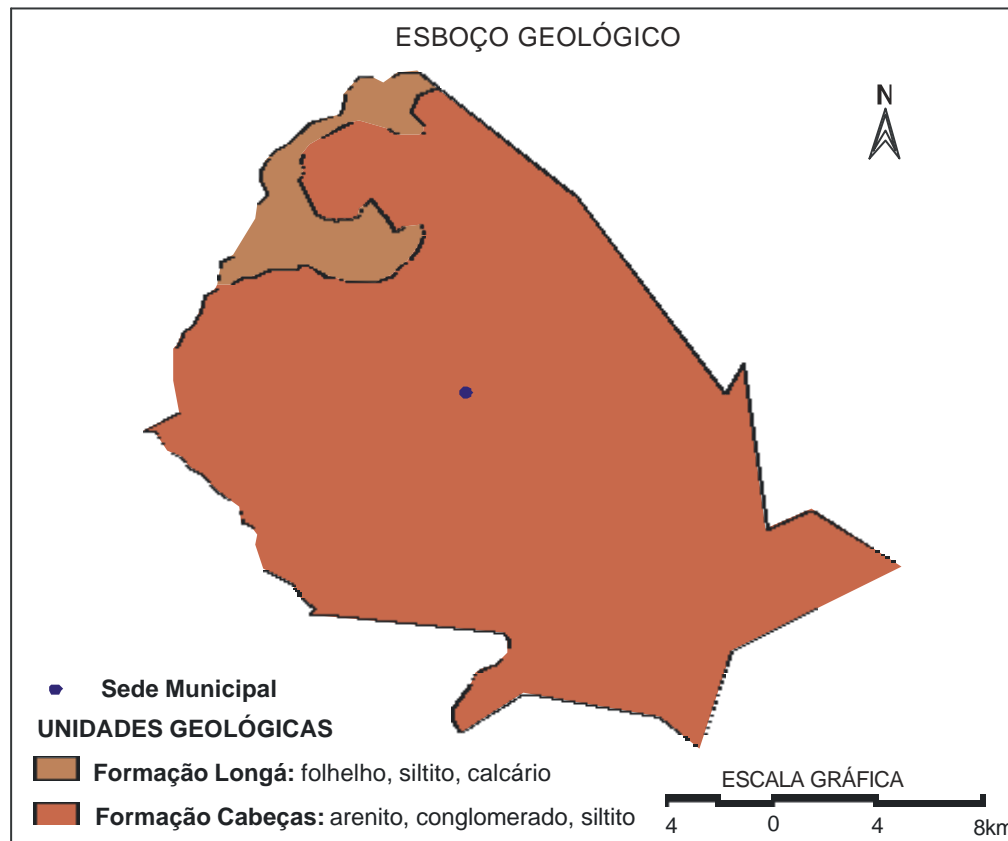 ESBOÇO GEOLÓGICO
N
Sede Municipal
UNIDADES GEOLÓGICAS
Formação Longá: folhelho, siltito, calcário
Formação Cabeças: arenito, conglomerado, siltito
ESCALA GRÁFICA
4 0 4 8km